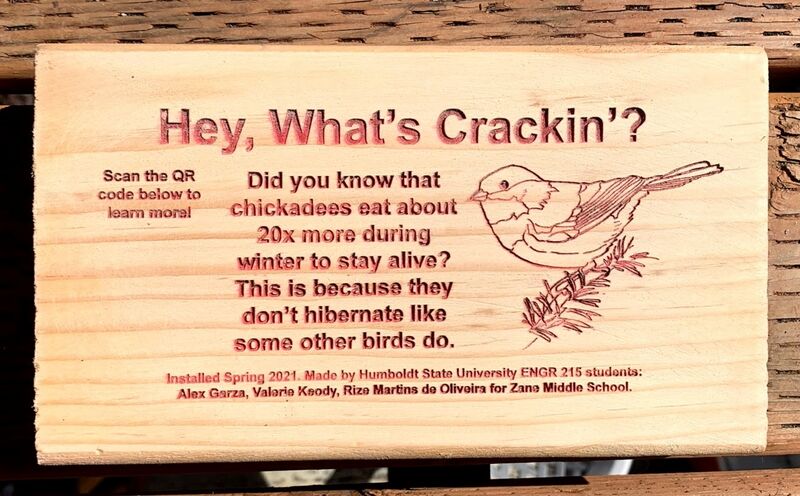 Hey, What's Crackin'?
Scan the QR
code below to
learn more!
Did you know that
chickadees eat about
20x more during
winter to stay alive?
This is because they
don't hibernate like
some other birds do.
Installed Spring 2021. Made by Humboldt State University ENGR 215 students:
Alex Garza, Valerie Keody, Rize Martins de Oliveira for Zane Middle School.